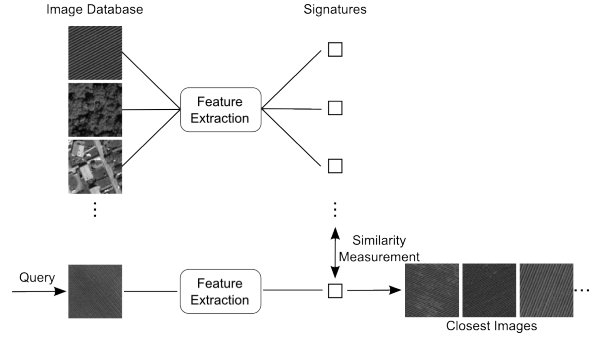 Image Database
Signatures
Feature
Extraction
Similarity
Measurement
Query
Feature
Extraction
Closest Images